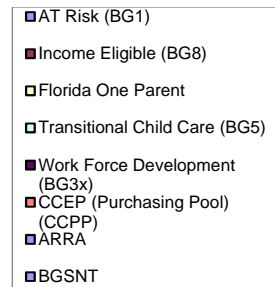 AT Risk (BG1)
Income Eligible (BG8)
Florida One Parent
Transitional Child Care (BG5)
Work Force Development
(BG3x)
CCEP (Purchasing Pool)
(CCPP)
ARRA
BGSNT